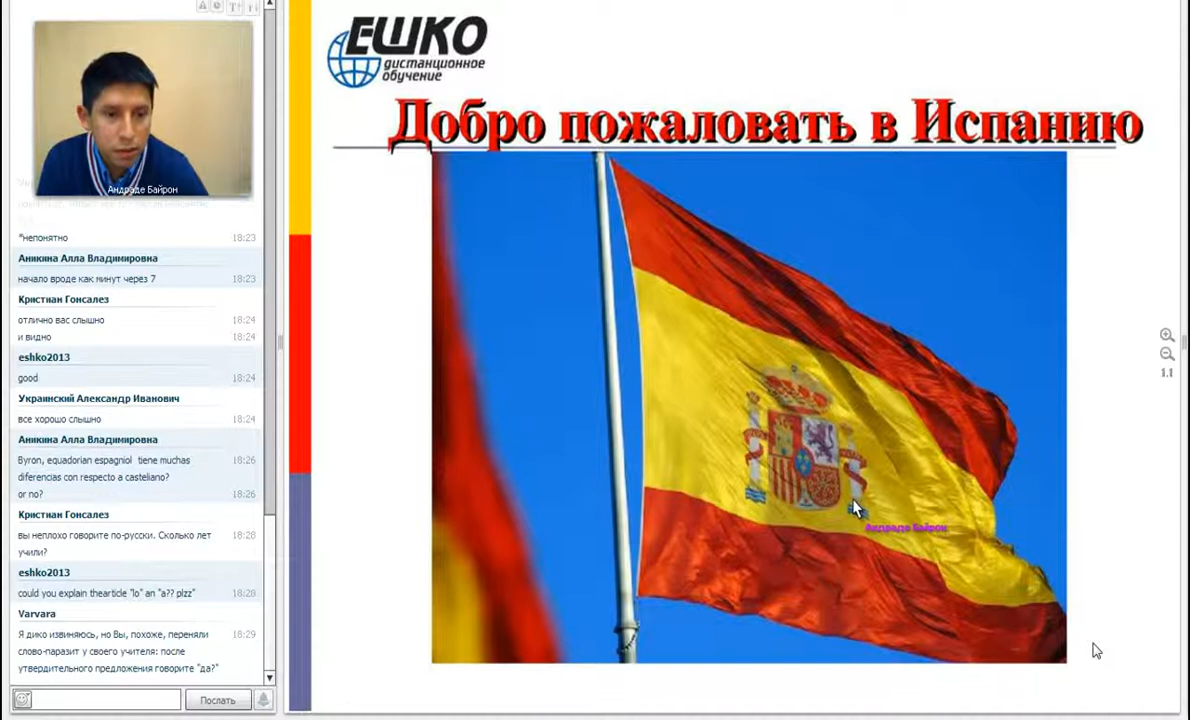 Андраде Байрон
*непонятно 18:23
Аникина Алла Владимировна
начало вроде как минут через 7 18:23
Кристиан Гонсалез
отлично вас слышно 18:24
и видно 18:24
eshko2013
good 18:24
Украинский Александр Иванович
все хорошо слышно 18:24
Аникина Алла Владимировна
Byron, equadorian espagniol tiene muchas 18:26
diferencias con respecto a casteliano?
or no? 18:26
Кристиан Гонсалез
вы неплохо говорите по-русски. Сколько лет 18:28
учили?
eshko2013
could you explain thearticle "lo" an "a?? plzz" 18:28
Varvara
Я дико извиняюсь, но Вы, похоже, переняли 18:29
слово-паразит у своего учителя: после
утвердительного предложения говорите "да?"
Послать
ЕШКО
дистанционное
обучение
Добро пожаловать в Испанию
Андраде Байрон
1:1